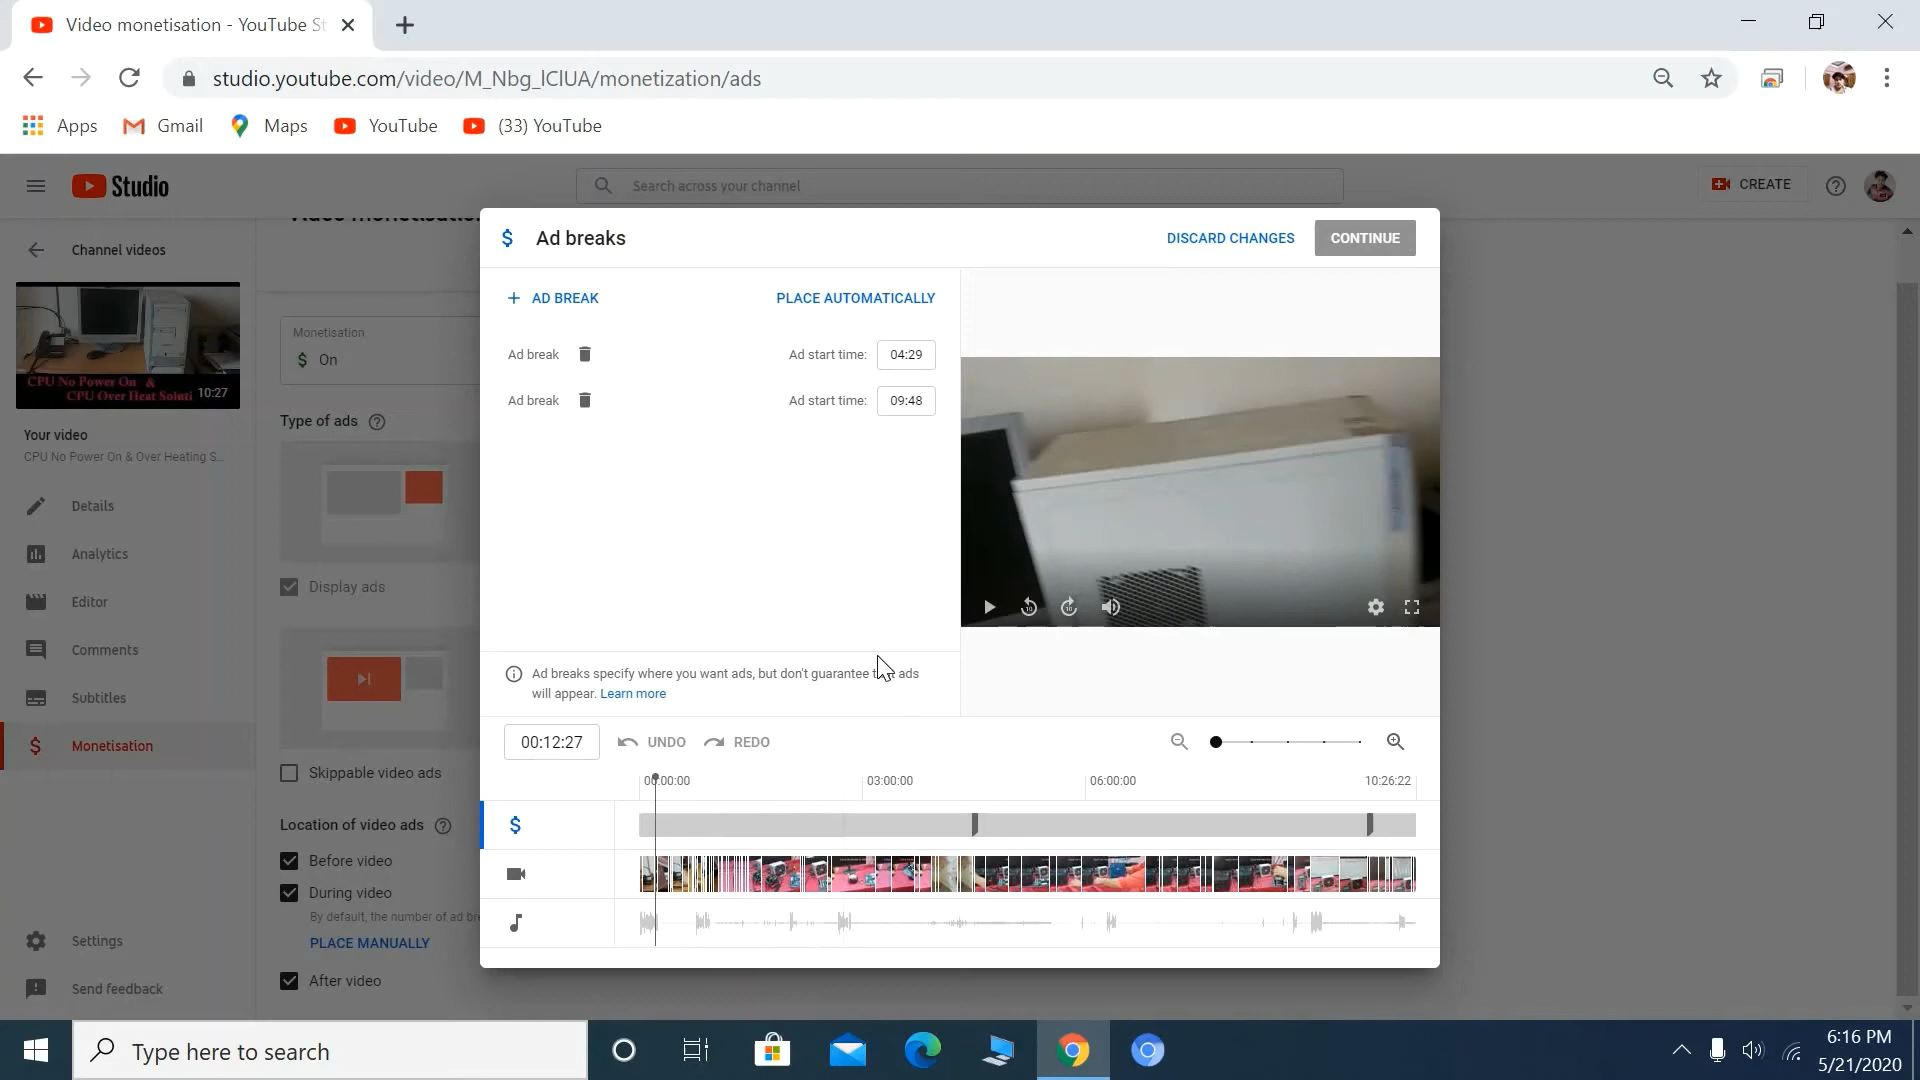 Video monetisation - YouTube St
studio.youtube.com/video/M_Nbg_lClUA/monetization/ads
Apps
Gmail
Maps
YouTube
(33) YouTube
Studio
Search across your channel
CREATE
Channel videos
CPU No Power On &
CPU Over Heat Soluti
10:27
Your video
CPU No Power On & Over Heating S...
Details
Analytics
Editor
Comments
Subtitles
Monetisation
Settings
Send feedback
Monetisation
$ On
Type of ads
Display ads
Skippable video ads
Location of video ads
Before video
During video
By default, the number of ad
PLACE MANUALLY
After video
$ Ad breaks
DISCARD CHANGES
CONTINUE
+ AD BREAK
PLACE AUTOMATICALLY
Ad break
Ad start time: 04:29
Ad break
Ad start time: 09:48
Ad breaks specify where you want ads, but don't guarantee ads
will appear. Learn more
00:12:27
UNDO
REDO
03:00:00
06:00:00
10:26:22
Type here to search
6:16 PM
5/21/2020